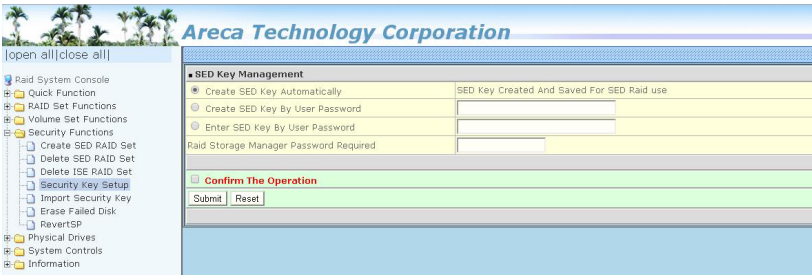 Areca Technology Corporation
|open all|close all|
Raid System Console
Quick Function
RAID Set Functions
Volume Set Functions
Security Functions
Create SED RAID Set
Delete SED RAID Set
Delete ISE RAID Set
Security Key Setup
Import Security Key
Erase Failed Disk
RevertSP
Physical Drives
System Controls
Information
SED Key Management
Create SED Key Automatically SED Key Created And Saved For SED Raid use
Create SED Key By User Password
Enter SED Key By User Password
Raid Storage Manager Password Required
Confirm The Operation
Submit Reset